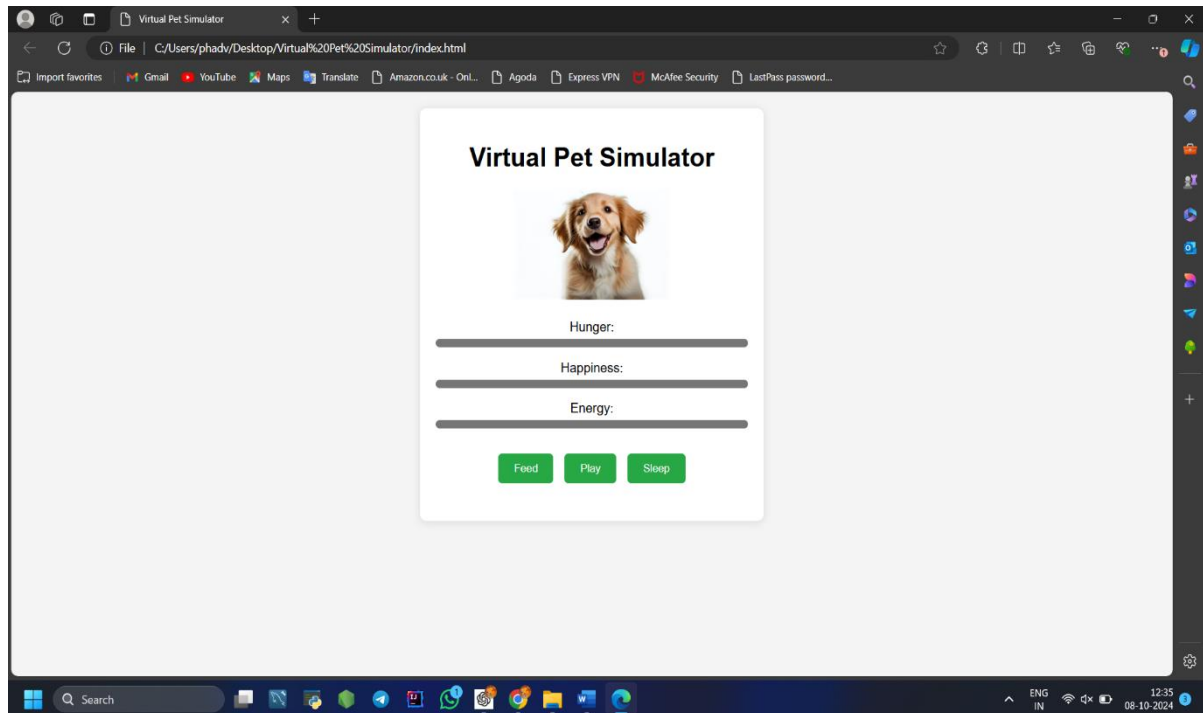 Virtual Pet Simulator
File | C:/Users/phadv/Desktop/Virtual%20Pet%20Simulator/index.html
Import favorites Gmail YouTube Maps Translate Amazon.co.uk - Onl... Agoda Express VPN McAfee Security LastPass password...
Virtual Pet Simulator
Hunger:
Happiness:
Energy:
Feed Play Sleep
Search
ENG
IN
12:35
08-10-2024